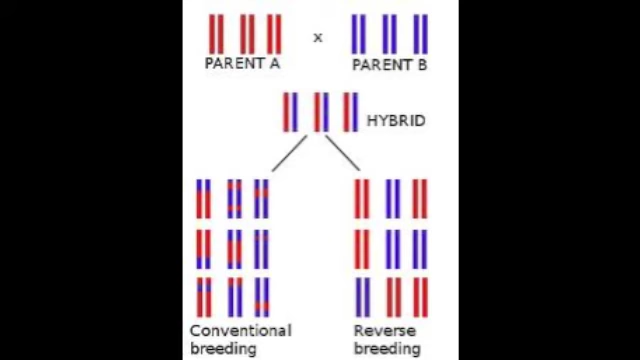 PARENT A
x
PARENT B
HYBRID
Conventional
breeding
Reverse
breeding